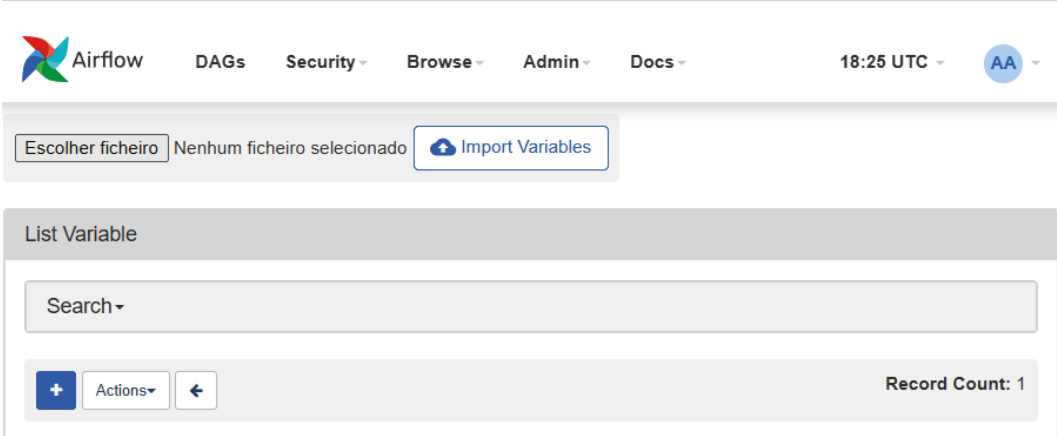 Airflow DAGs Security Browse Admin Docs 18:25 UTC AA
Escolher ficheiro Nenhum ficheiro selecionado Import Variables
List Variable
Search
+ Actions Record Count: 1